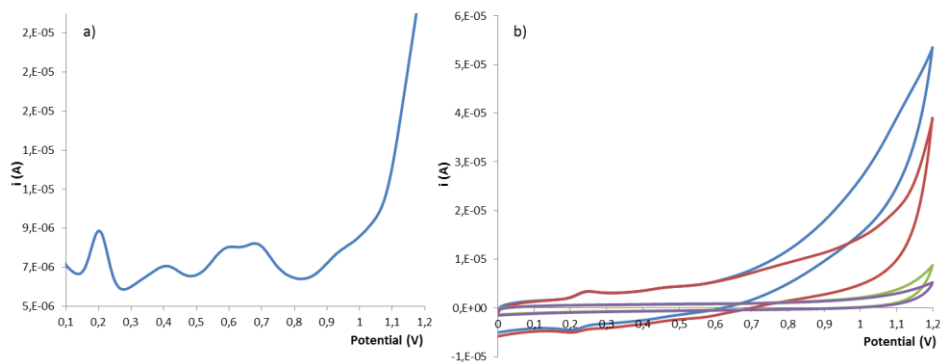 a)
2,E-05
2,E-05
2,E-05
1,E-05
1,E-05
9,E-06
7,E-06
5,E-06
i (A)
0,1 0,2 0,3 0,4 0,5 0,6 0,7 0,8 0,9 1 1,1 1,2
Potential (V)
b)
6,E-05
5,E-05
4,E-05
3,E-05
2,E-05
1,E-05
0,E+00
-1,E-05
i (A)
0 0,1 0,2 0,3 0,4 0,5 0,6 0,7 0,8 0,9 1 1,1 1,2
Potential (V)